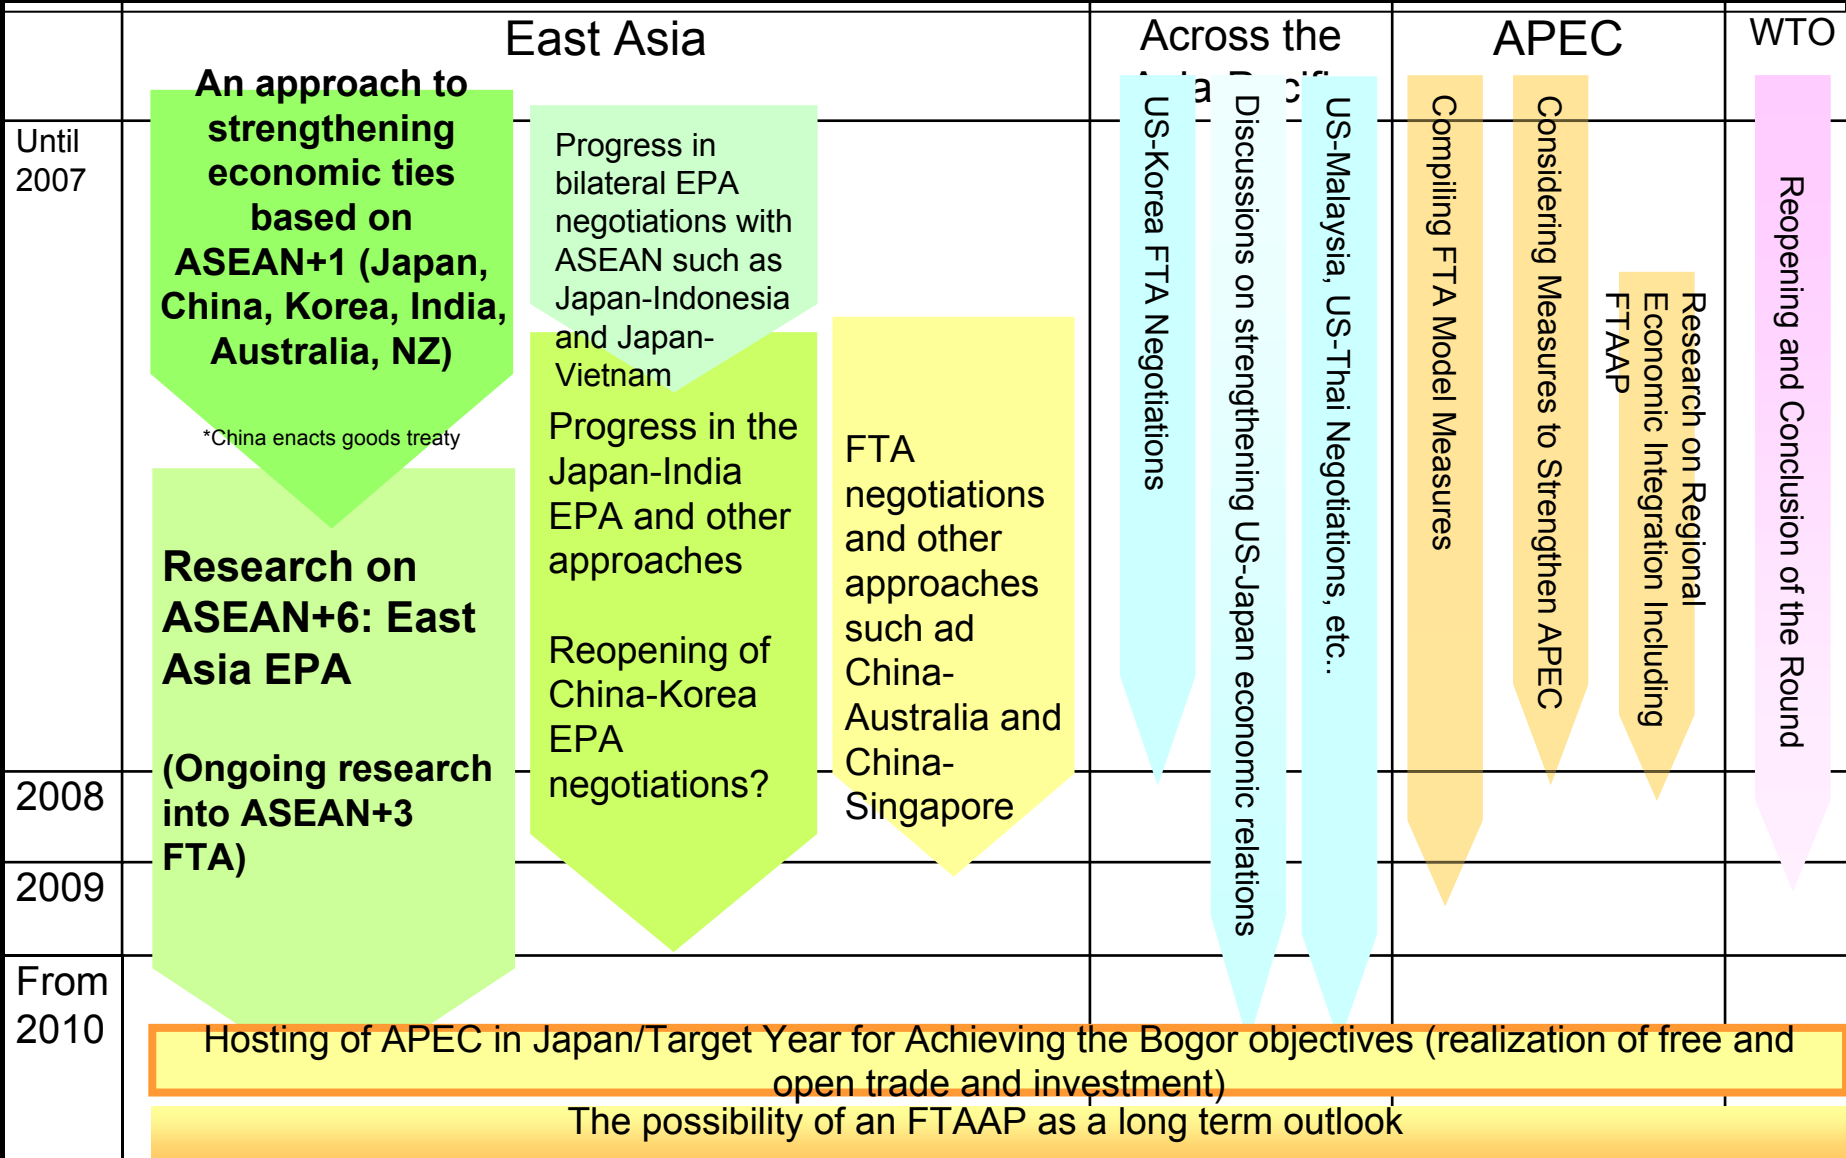 East Asia
Across the
Asia Pacific
APEC
WTO
Until
2007
2008
2009
From
2010
An approach to
strengthening
economic ties
based on
ASEAN+1 (Japan,
China, Korea, India,
Australia, NZ)
*China enacts goods treaty
Research on
ASEAN+6: East
Asia EPA
(Ongoing research
into ASEAN+3
FTA)
Progress in
bilateral EPA
negotiations with
ASEAN such as
Japan-Indonesia
and Japan-
Vietnam
Progress in the
Japan-India
EPA and other
approaches
Reopening of
China-Korea
EPA
negotiations?
FTA
negotiations
and other
approaches
such ad
China-
Australia and
China-
Singapore
US-Korea FTA Negotiations
Discussions on strengthening US-Japan economic relations
US-Malaysia, US-Thai Negotiations, etc..
Compiling FTA Model Measures
Considering Measures to Strengthen APEC
Research on Regional
Economic Integration Including
FTAAP
Reopening and Conclusion of the Round
Hosting of APEC in Japan/Target Year for Achieving the Bogor objectives (realization of free and
open trade and investment)
The possibility of an FTAAP as a long term outlook